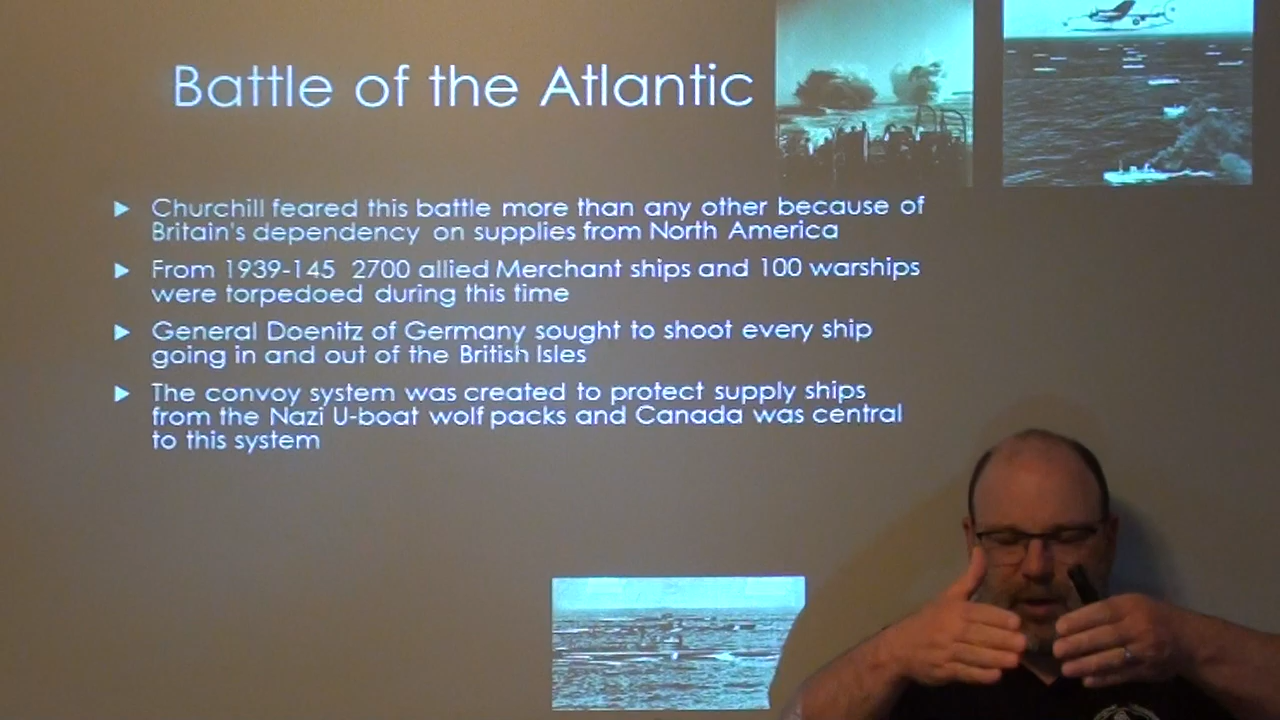 Battle of the Atlantic
Churchill feared this battle more than any other because of
Britain's dependency on supplies from North America
From 1939-145 2700 allied Merchant ships and 100 warships
were torpedoed during this time
General Doenitz of Germany sought to shoot every ship
going in and out of the British Isles
The convoy system was created to protect supply ships
from the Nazi U-boat wolf packs and Canada was central
to this system